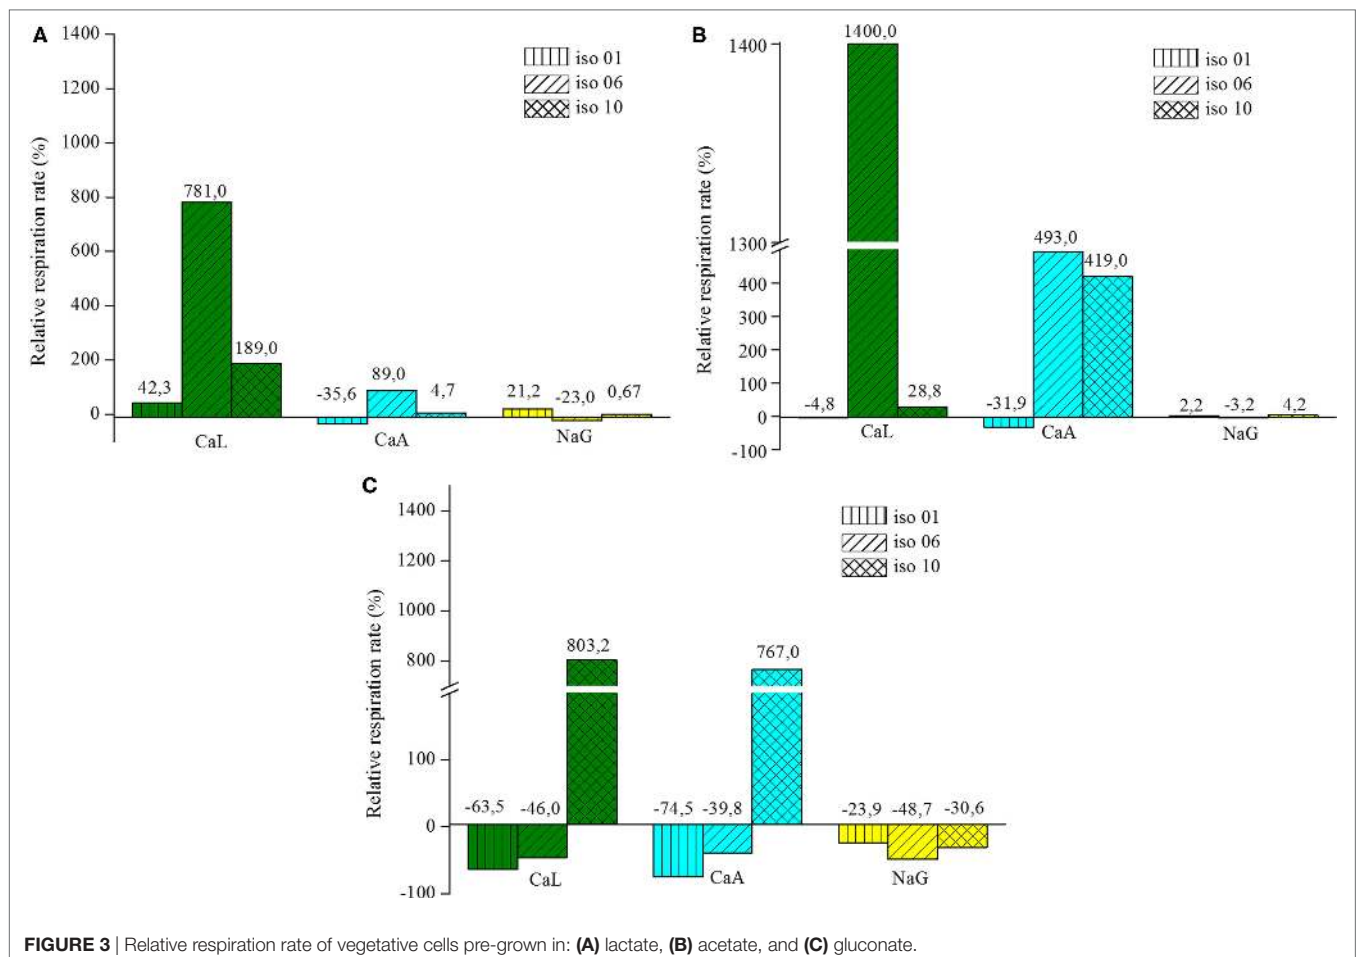 A
1400
1200
1000
800
600
400
200
0
Relative respiration rate (%)
iso 01
iso 06
iso 10
42,3
781,0
189,0
-35,6
89,0
4,7
21,2
-23,0
0,67
CaL
CaA
NaG
B
1400
1300
400
300
200
100
0
-100
Relative respiration rate (%)
iso 01
iso 06
iso 10
-4,8
1400,0
28,8
-31,9
493,0
419,0
2,2
-3,2
4,2
CaL
CaA
NaG
C
1400
1200
1000
800
100
0
-100
Relative respiration rate (%)
iso 01
iso 06
iso 10
-63,5
-46,0
803,2
-74,5
-39,8
767,0
-23,9
-48,7
-30,6
CaL
CaA
NaG
FIGURE 3 | Relative respiration rate of vegetative cells pre-grown in: (A) lactate, (B) acetate, and (C) gluconate.